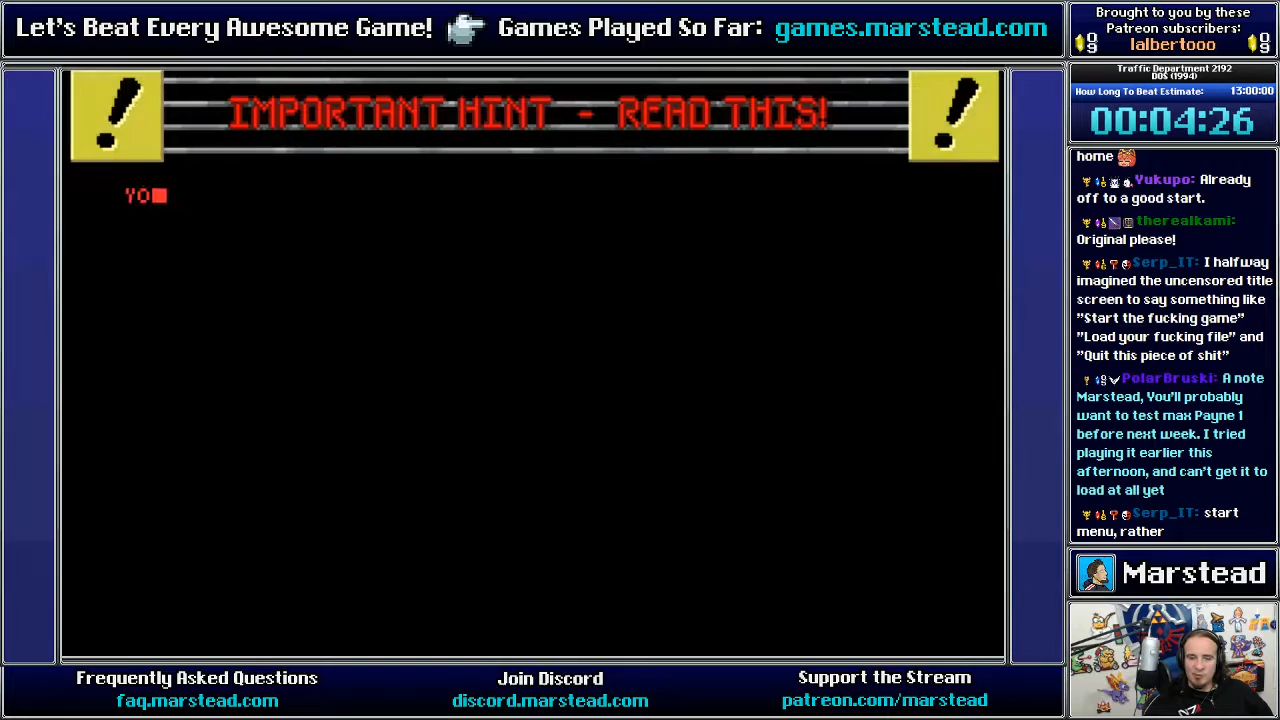 Let's Beat Every Awesome Game!
Games Played So Far: games.marstead.com
Brought to you by these
Patreon subscribers:
lalbertooo
Traffic Department 2192
DOS (1994)
How Long To Beat Estimate: 13:00:00
00:04:26
IMPORTANT HINT - READ THIS!
YO
home
Yukupo: Already
off to a good start.
therealkami:
Original please!
Serp_IT: I halfway
imagined the uncensored title
screen to say something like
"Start the fucking game"
"Load your fucking file" and
"Quit this piece of shit"
PolarBruski: A note
Marstead, You'll probably
want to test max Payne 1
before next week. I tried
playing it earlier this
afternoon, and can't get it to
load at all yet
Serp_IT: start
menu, rather
Marstead
Frequently Asked Questions
faq.marstead.com
Join Discord
discord.marstead.com
Support the Stream
patreon.com/marstead